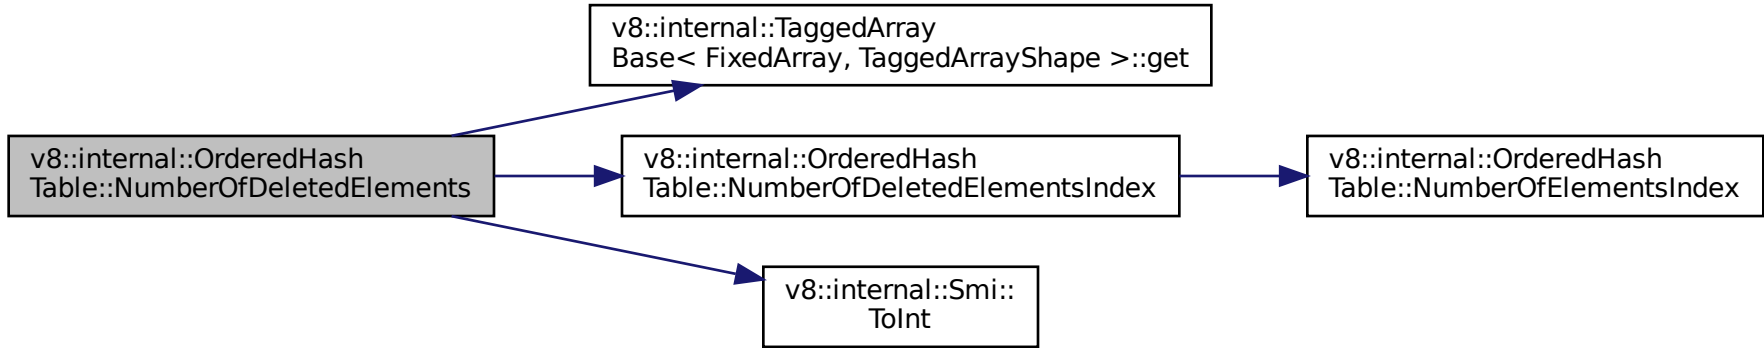 v8::internal::TaggedArray
Base< FixedArray, TaggedArrayShape >::get
v8::internal::OrderedHash
Table::NumberOfDeletedElements
v8::internal::OrderedHash
Table::NumberOfDeletedElementsIndex
v8::internal::OrderedHash
Table::NumberOfElementsIndex
v8::internal::Smi::
ToInt